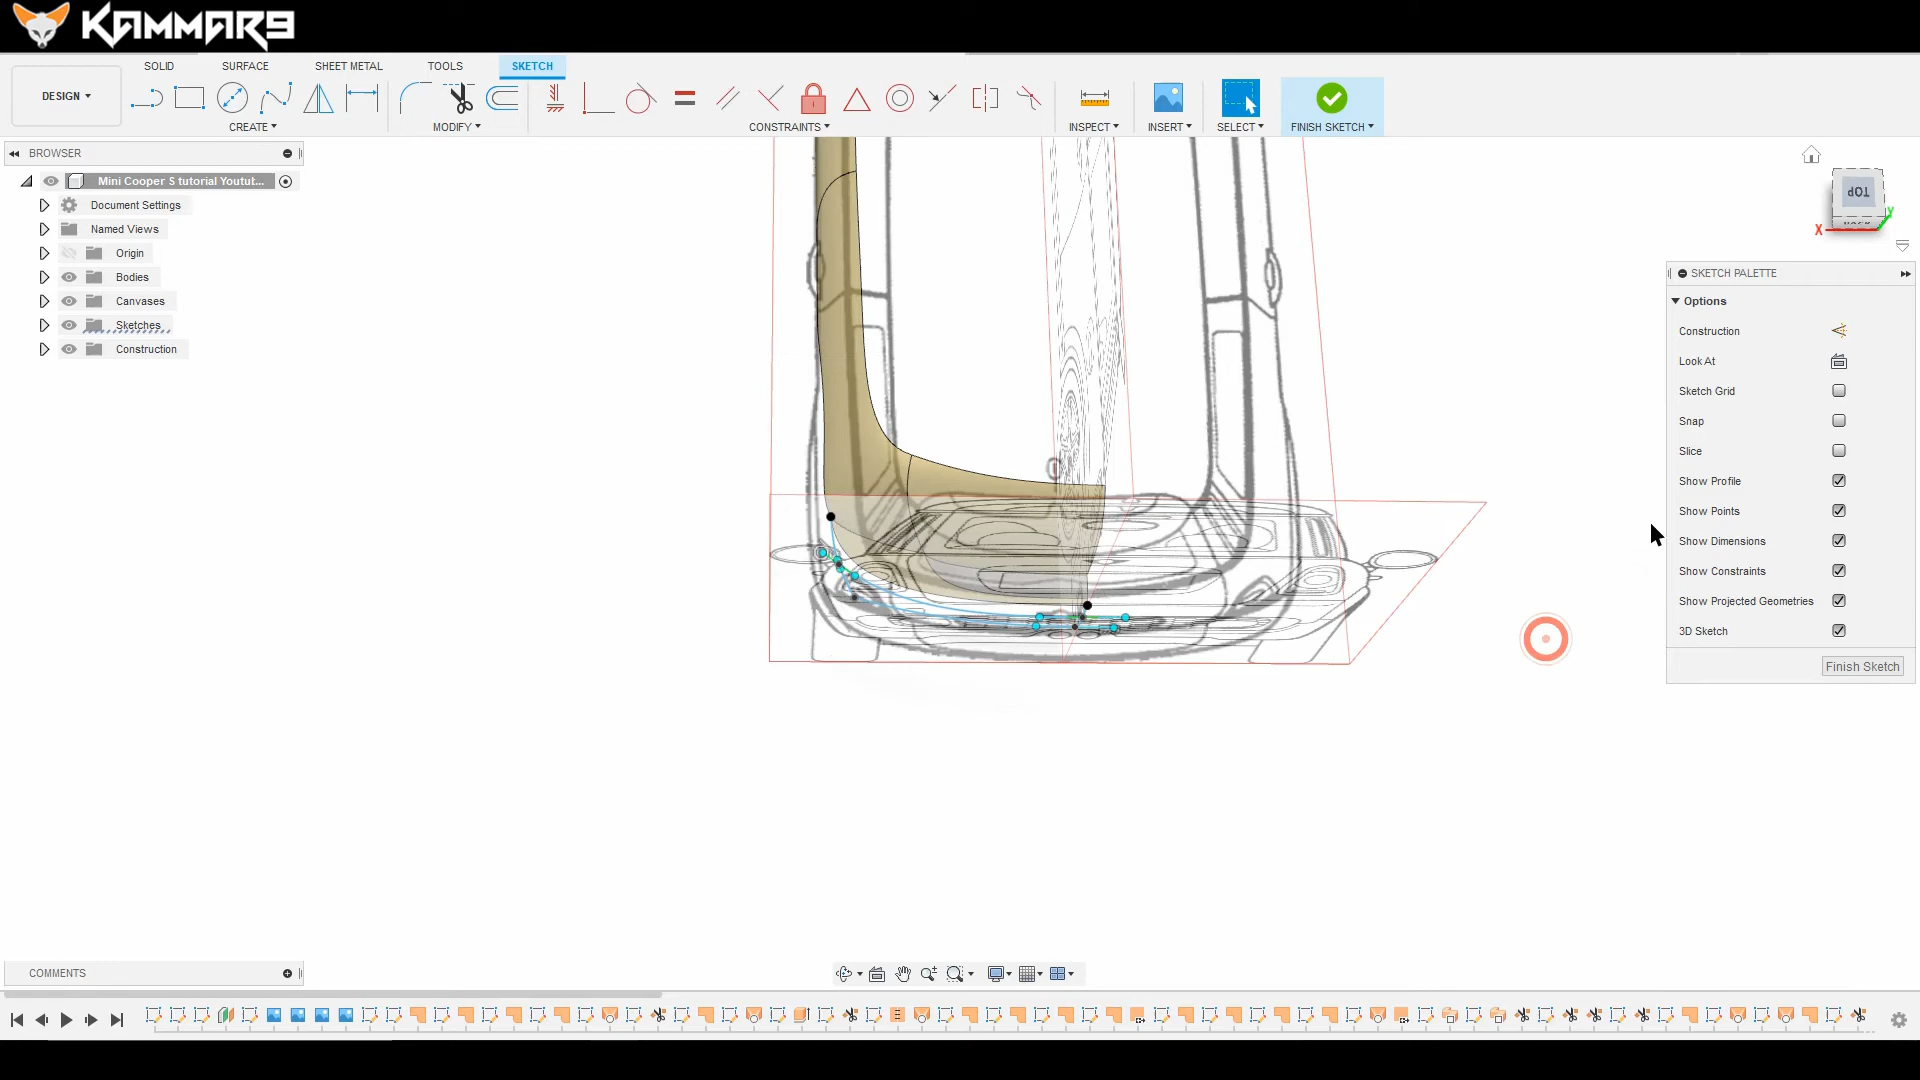 KAMMAR9
SOLID SURFACE SHEET METAL TOOLS SKETCH
DESIGN
CREATE MODIFY CONSTRAINTS INSPECT INSERT SELECT FINISH SKETCH
BROWSER
Mini Cooper S tutorial Youtut...
Document Settings
Named Views
Origin
Bodies
Canvases
Sketches
Construction
TOP
BACK
X
Y
SKETCH PALETTE
Options
Construction
Look At
Sketch Grid
Snap
Slice
Show Profile
Show Points
Show Dimensions
Show Constraints
Show Projected Geometries
3D Sketch
Finish Sketch
COMMENTS